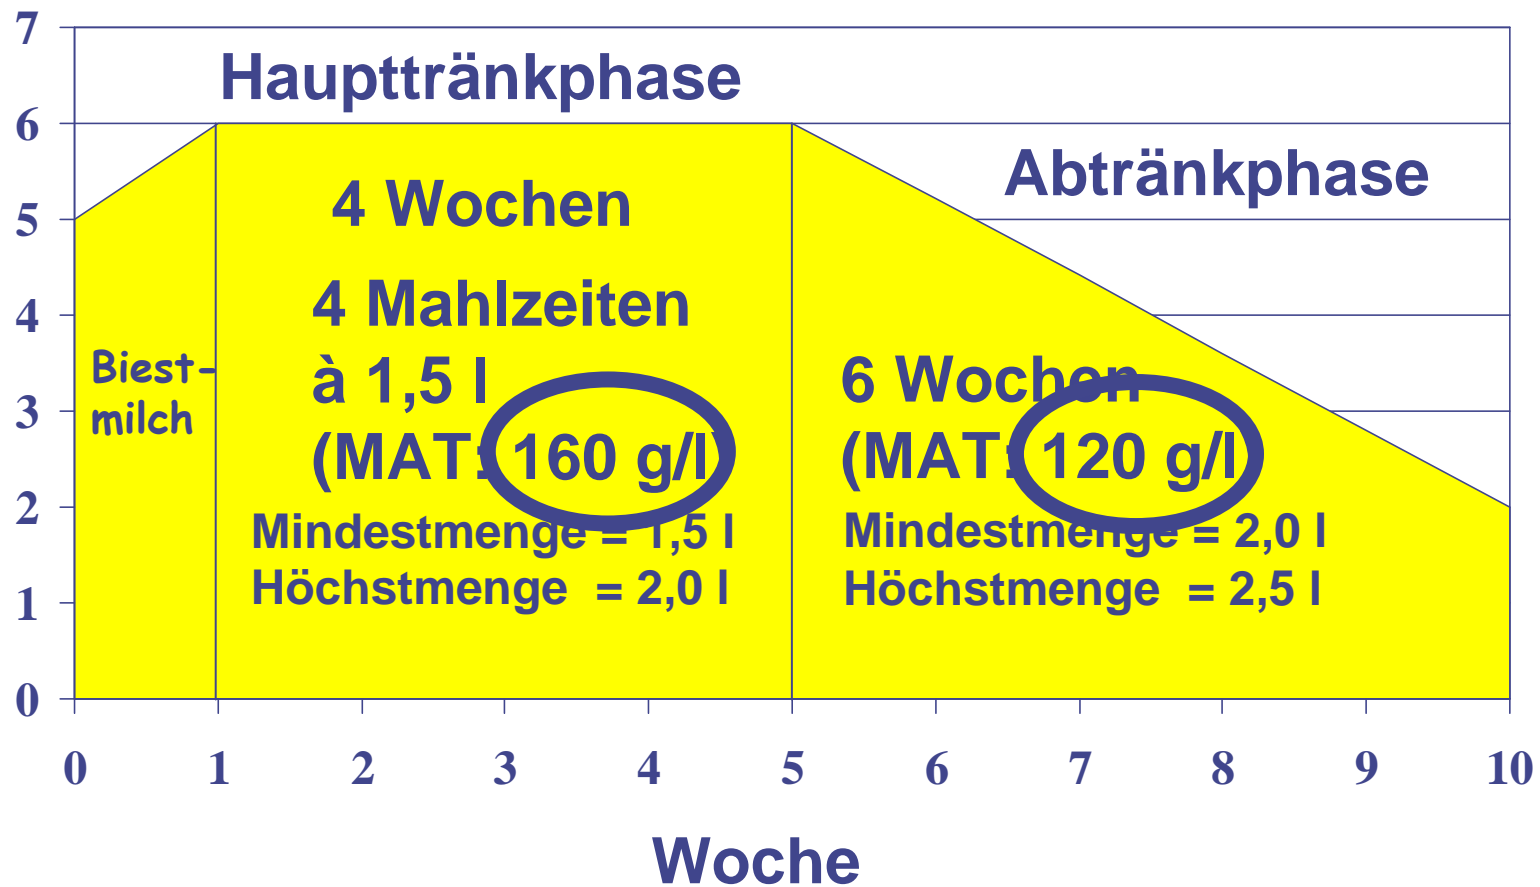 7
Haupttränkphase
6
Abtränkphase
4 Wochen
5
4 Mahlzeiten
4
à 1,5 l
Biest-
milch
6 Wochen
3
(MAT: 160 g/l)
(MAT: 120 g/l
2
Mindestmenge = 1,5 l
Mindestmenge = 2,0 l
Höchstmenge = 2,0 l
Höchstmenge = 2,5 l
1
0
0 1 2 3 4 5 6 7 8 9 10
Woche